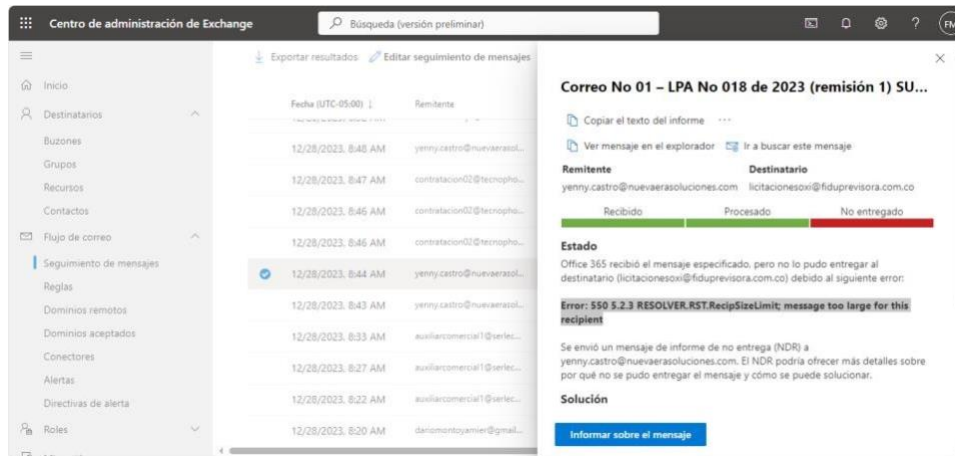 Centro de administración de Exchange
Búsqueda (versión preliminar)
?
FM
Inicio
Destinatarios
Buzones
Grupos
Recursos
Contactos
Flujo de correo
Seguimiento de mensajes
Reglas
Dominios remotos
Dominios aceptados
Conectores
Alertas
Directivas de alerta
Roles
Exportar resultados Editar seguimiento de mensajes
Fecha (UTC-05:00) ↓ Remitente
12/28/2023, 8:48 AM yenny.castro@nuevaerasol...
12/28/2023, 8:47 AM contratacion02@tecnopho...
12/28/2023, 8:46 AM contratacion02@tecnopho...
12/28/2023, 8:46 AM contratacion02@tecnopho...
12/28/2023, 8:44 AM yenny.castro@nuevaerasol...
12/28/2023, 8:43 AM yenny.castro@nuevaerasol...
12/28/2023, 8:33 AM auxiliarcomercial1@serlec...
12/28/2023, 8:27 AM auxiliarcomercial1@serlec...
12/28/2023, 8:22 AM auxiliarcomercial1@serlec...
12/28/2023, 8:20 AM dariomontoyamier@gmail...
Correo No 01 – LPA No 018 de 2023 (remisión 1) SU...
Copiar el texto del informe ...
Ver mensaje en el explorador Ir a buscar este mensaje
Remitente Destinatario
yenny.castro@nuevaerasoluciones.com licitacionesoxi@fiduprevisora.com.co
Recibido Procesado No entregado
Estado
Office 365 recibió el mensaje especificado, pero no lo pudo entregar al
destinatario (licitacionesoxi@fiduprevisora.com.co) debido al siguiente error:
Error: 550 5.2.3 RESOLVER.RST.RecipSizeLimit; message too large for this
recipient
Se envió un mensaje de informe de no entrega (NDR) a
yenny.castro@nuevaerasoluciones.com. El NDR podría ofrecer más detalles sobre
por qué no se pudo entregar el mensaje y cómo se puede solucionar.
Solución
Informar sobre el mensaje